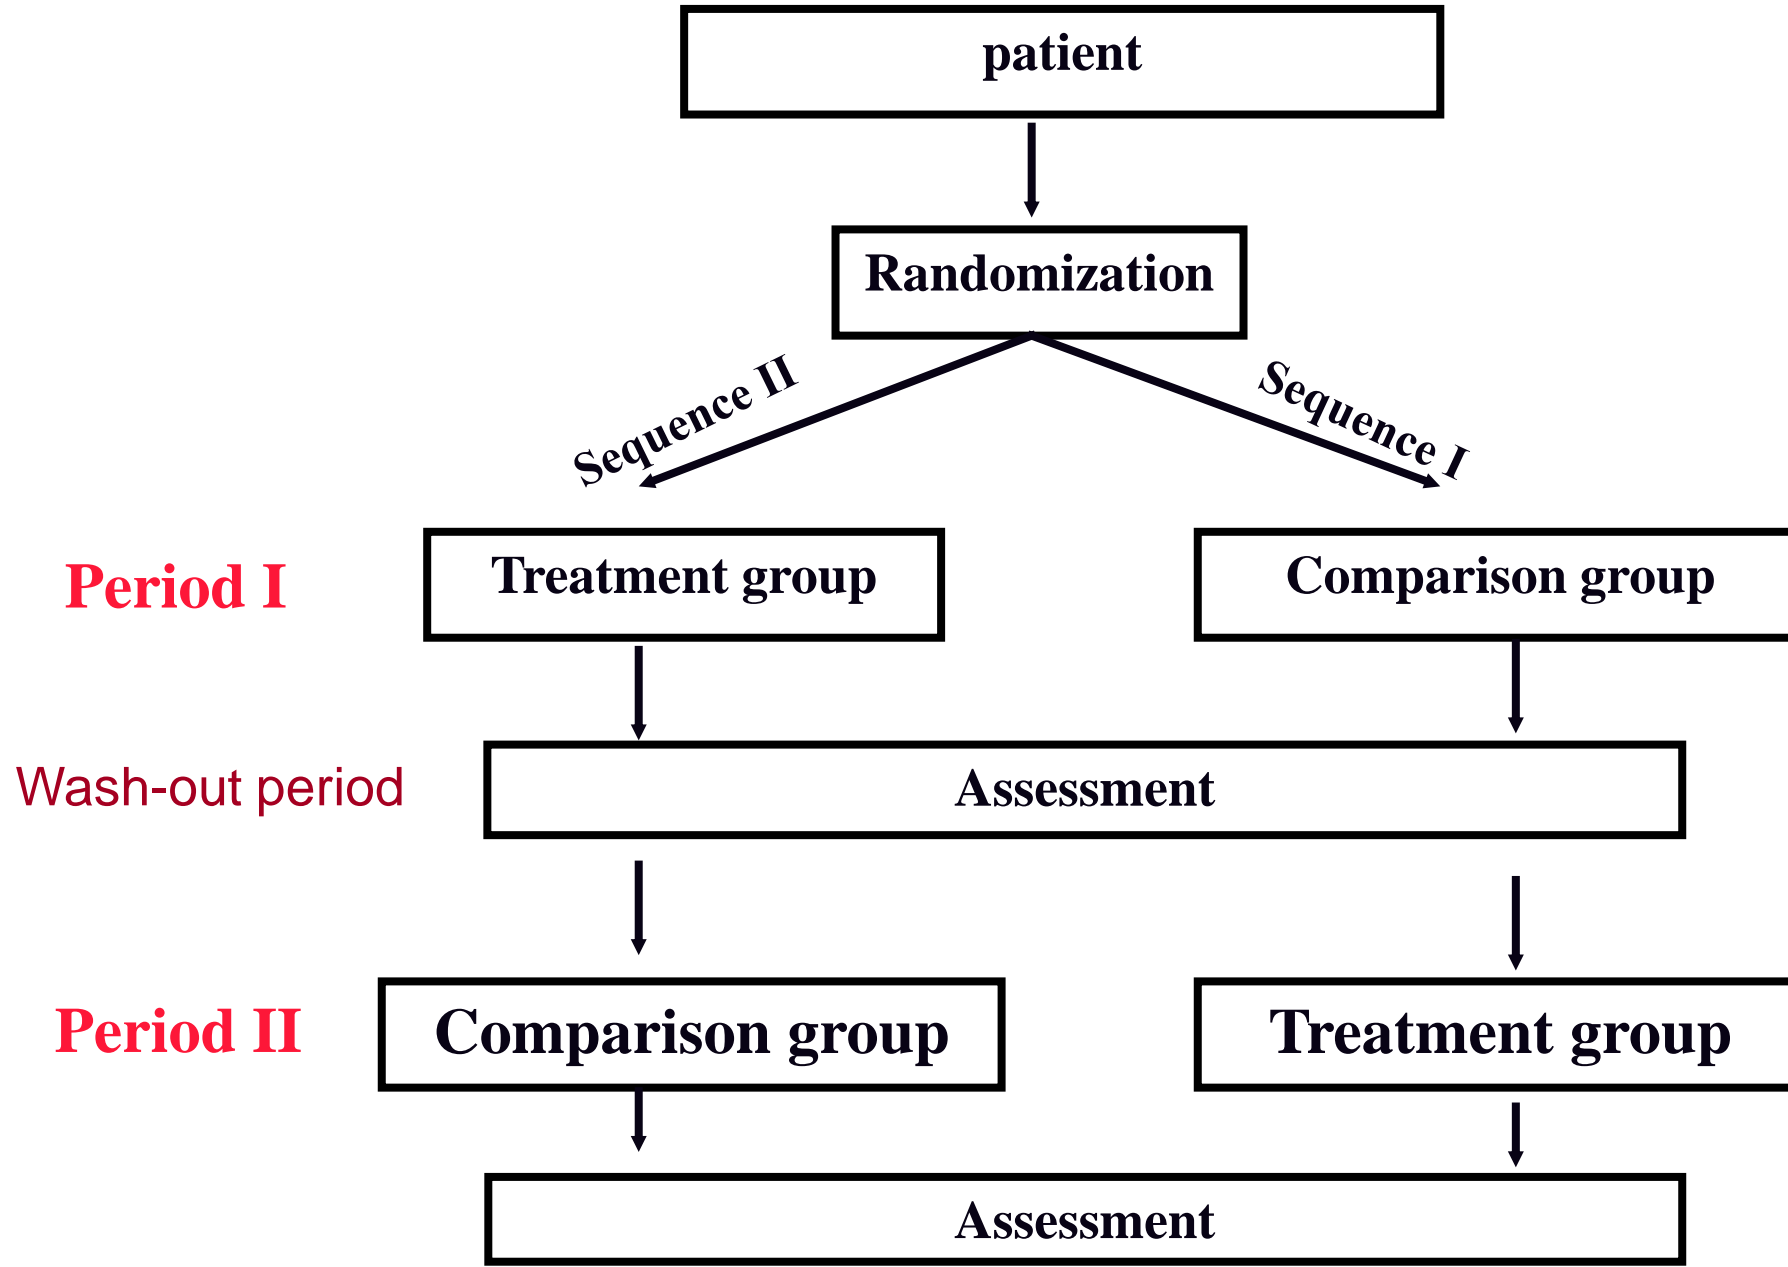 patient
Randomization
Sequence II
Sequence I
Period I
Treatment group
Comparison group
Wash-out period
Assessment
Period II
Comparison group
Treatment group
Assessment